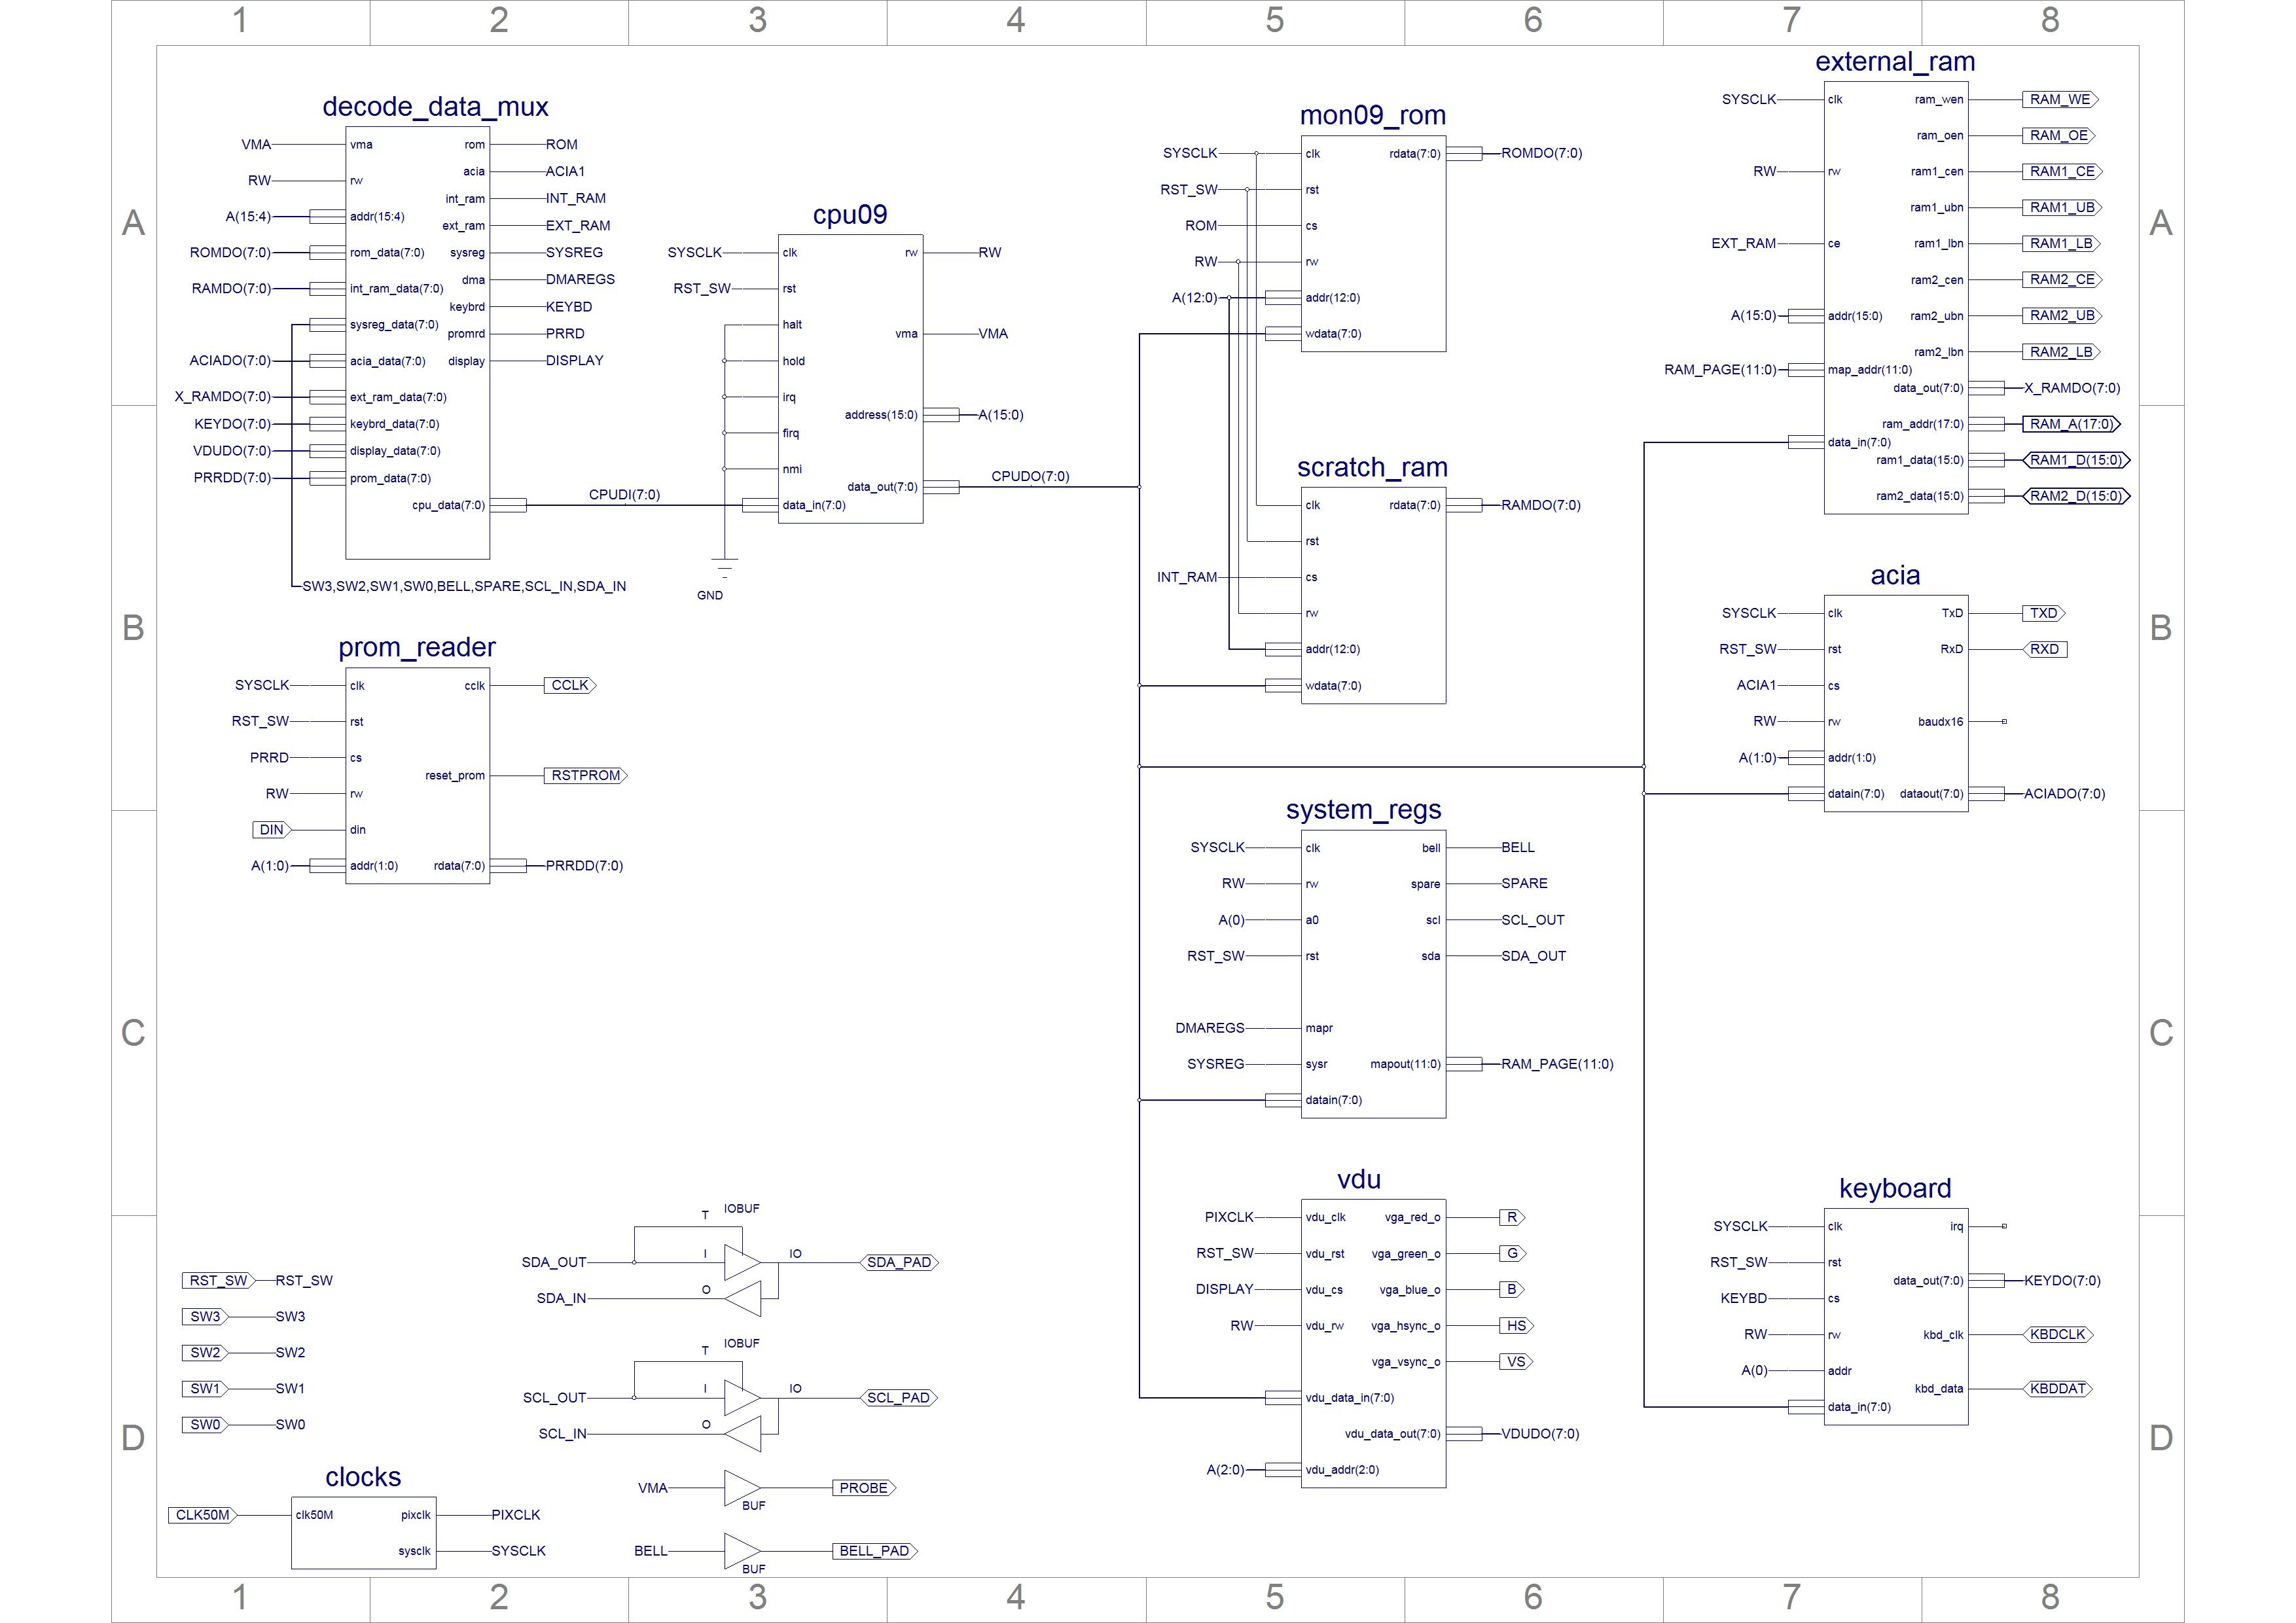 1 2 3 4 5 6 7 8
A
B
C
D
decode_data_mux
VMA vma rom ROM
acia ACIA1
RW rw
int_ram INT_RAM
A(15:4) addr(15:4)
ext_ram EXT_RAM
ROMDO(7:0) rom_data(7:0) sysreg SYSREG
dma DMAREGS
RAMDO(7:0) int_ram_data(7:0)
keybrd KEYBD
sysreg_data(7:0)
promrd PRRD
ACIADO(7:0) acia_data(7:0) display DISPLAY
X_RAMDO(7:0) ext_ram_data(7:0)
KEYDO(7:0) keybrd_data(7:0)
VDUDO(7:0) display_data(7:0)
PRRDD(7:0) prom_data(7:0)
cpu_data(7:0) CPUDI(7:0)
SW3,SW2,SW1,SW0,BELL,SPARE,SCL_IN,SDA_IN
prom_reader
SYSCLK clk cclk CCLK
RST_SW rst
PRRD cs
reset_prom RSTPROM
RW rw
DIN din
A(1:0) addr(1:0) rdata(7:0) PRRDD(7:0)
cpu09
SYSCLK clk rw RW
RST_SW rst
halt
vma VMA
hold
irq
address(15:0) A(15:0)
firq
nmi
data_out(7:0) CPUDO(7:0)
data_in(7:0)
GND
mon09_rom
SYSCLK clk rdata(7:0) ROMDO(7:0)
RST_SW rst
ROM cs
RW rw
A(12:0) addr(12:0)
wdata(7:0)
scratch_ram
clk rdata(7:0) RAMDO(7:0)
rst
INT_RAM cs
rw
addr(12:0)
wdata(7:0)
system_regs
SYSCLK clk bell BELL
RW rw spare SPARE
A(0) a0 scl SCL_OUT
RST_SW rst sda SDA_OUT
DMAREGS mapr
SYSREG sysr mapout(11:0) RAM_PAGE(11:0)
datain(7:0)
vdu
PIXCLK vdu_clk vga_red_o R
RST_SW vdu_rst vga_green_o G
DISPLAY vdu_cs vga_blue_o B
RW vdu_rw vga_hsync_o HS
vga_vsync_o VS
vdu_data_in(7:0)
vdu_data_out(7:0) VDUDO(7:0)
A(2:0) vdu_addr(2:0)
external_ram
SYSCLK clk ram_wen RAM_WE
ram_oen RAM_OE
RW rw ram1_cen RAM1_CE
ram1_ubn RAM1_UB
EXT_RAM ce ram1_lbn RAM1_LB
ram2_cen RAM2_CE
A(15:0) addr(15:0) ram2_ubn RAM2_UB
ram2_lbn RAM2_LB
RAM_PAGE(11:0) map_addr(11:0)
data_out(7:0) X_RAMDO(7:0)
ram_addr(17:0) RAM_A(17:0)
data_in(7:0)
ram1_data(15:0) RAM1_D(15:0)
ram2_data(15:0) RAM2_D(15:0)
acia
SYSCLK clk TxD TXD
RST_SW rst RxD RXD
ACIA1 cs
RW rw baudx16
A(1:0) addr(1:0)
datain(7:0) dataout(7:0) ACIADO(7:0)
keyboard
SYSCLK clk irq
RST_SW rst
data_out(7:0) KEYDO(7:0)
KEYBD cs
RW rw kbd_clk KBDCLK
A(0) addr
kbd_data KBDDAT
data_in(7:0)
RST_SW RST_SW
SW3 SW3
SW2 SW2
SW1 SW1
SW0 SW0
clocks
CLK50M clk50M pixclk PIXCLK
sysclk SYSCLK
T IOBUF
SDA_OUT I IO SDA_PAD
SDA_IN O
T IOBUF
SCL_OUT I IO SCL_PAD
SCL_IN O
VMA BUF PROBE
BELL BUF BELL_PAD
A
B
C
D
1 2 3 4 5 6 7 8